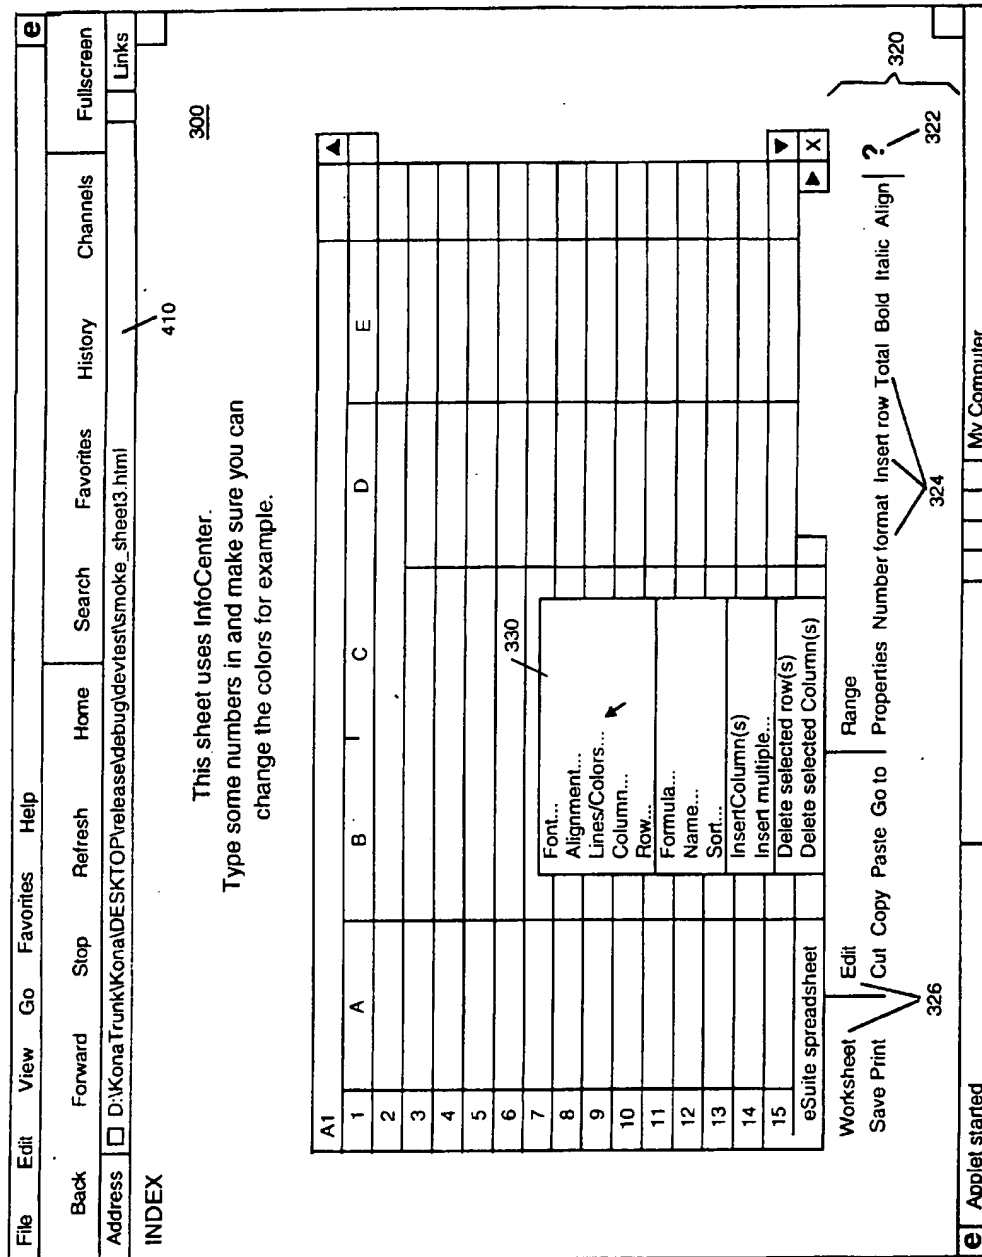 File Edit View Go Favorites Help
e
Back Forward Stop Refresh Home Search Favorites History Channels Fullscreen
Address D:\KonaTrunk\Kona\DESKTOP\release\debug\devtest\smoke_sheet3.html Links
410
INDEX
300
This sheet uses InfoCenter.
Type some numbers in and make sure you can
change the colors for example.
A1
1 A B C D E
2
3
4
5
6
330
7
Font...
8 Alignment...
9 Lines/Colors...
10 Column...
Row...
11
Formula...
12 Name...
13 Sort...
InsertColumn(s)
14 Insert multiple...
15 Delete selected row(s)
eSuite spreadsheet Delete selected Column(s)
X
Worksheet Edit Range
Save Print Cut Copy Paste Go to Properties Number format Insert row Total Bold Italic Align ?
320
322
324
326
e Applet started My Computer